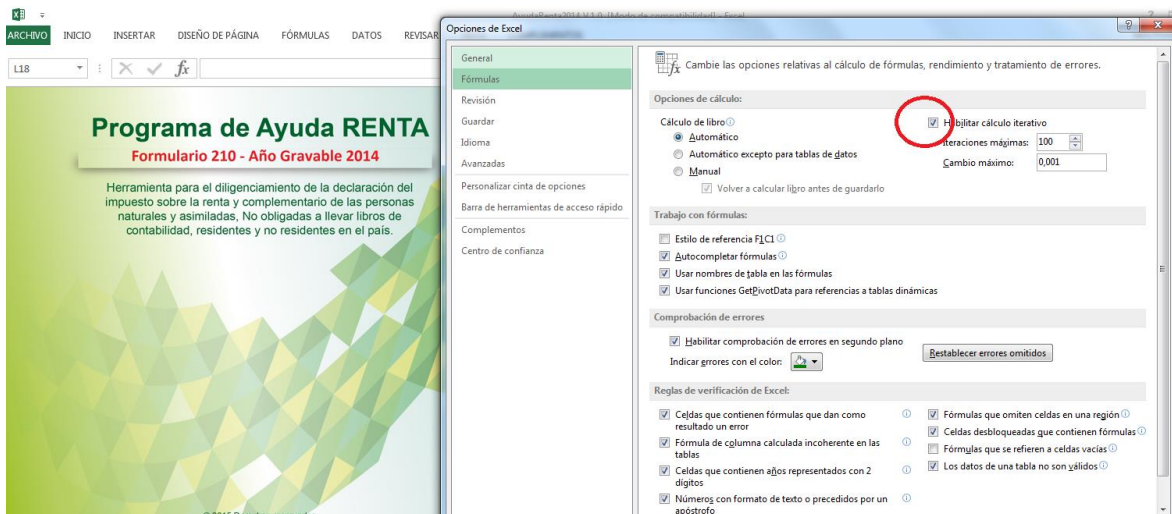 AyudaRenta2014 V.1.0 [Modo de compatibilidad] - Excel
ARCHIVO INICIO INSERTAR DISEÑO DE PÁGINA FÓRMULAS DATOS REVISAR
L18
fx
Programa de Ayuda RENTA
Formulario 210 - Año Gravable 2014
Herramienta para el diligenciamiento de la declaración del
impuesto sobre la renta y complementario de las personas
naturales y asimiladas, No obligadas a llevar libros de
contabilidad, residentes y no residentes en el país.
Opciones de Excel
General
Fórmulas
Revisión
Guardar
Idioma
Avanzadas
Personalizar cinta de opciones
Barra de herramientas de acceso rápido
Complementos
Centro de confianza
Cambie las opciones relativas al cálculo de fórmulas, rendimiento y tratamiento de errores.
Opciones de cálculo:
Cálculo de libro
Automático
Automático excepto para tablas de datos
Manual
Volver a calcular libro antes de guardarlo
Habilitar cálculo iterativo
Iteraciones máximas: 100
Cambio máximo: 0,001
Trabajo con fórmulas:
Estilo de referencia F1C1
Autocompletar fórmulas
Usar nombres de tabla en las fórmulas
Usar funciones GetPivotData para referencias a tablas dinámicas
Comprobación de errores
Habilitar comprobación de errores en segundo plano
Indicar errores con el color:
Restablecer errores omitidos
Reglas de verificación de Excel:
Celdas que contienen fórmulas que dan como
resultado un error
Fórmula de columna calculada incoherente en las
tablas
Celdas que contienen años representados con 2
dígitos
Números con formato de texto o precedidos por un
apóstrofo
Fórmulas que omiten celdas en una región
Celdas desbloqueadas que contienen fórmulas
Fórmulas que se refieren a celdas vacías
Los datos de una tabla no son válidos